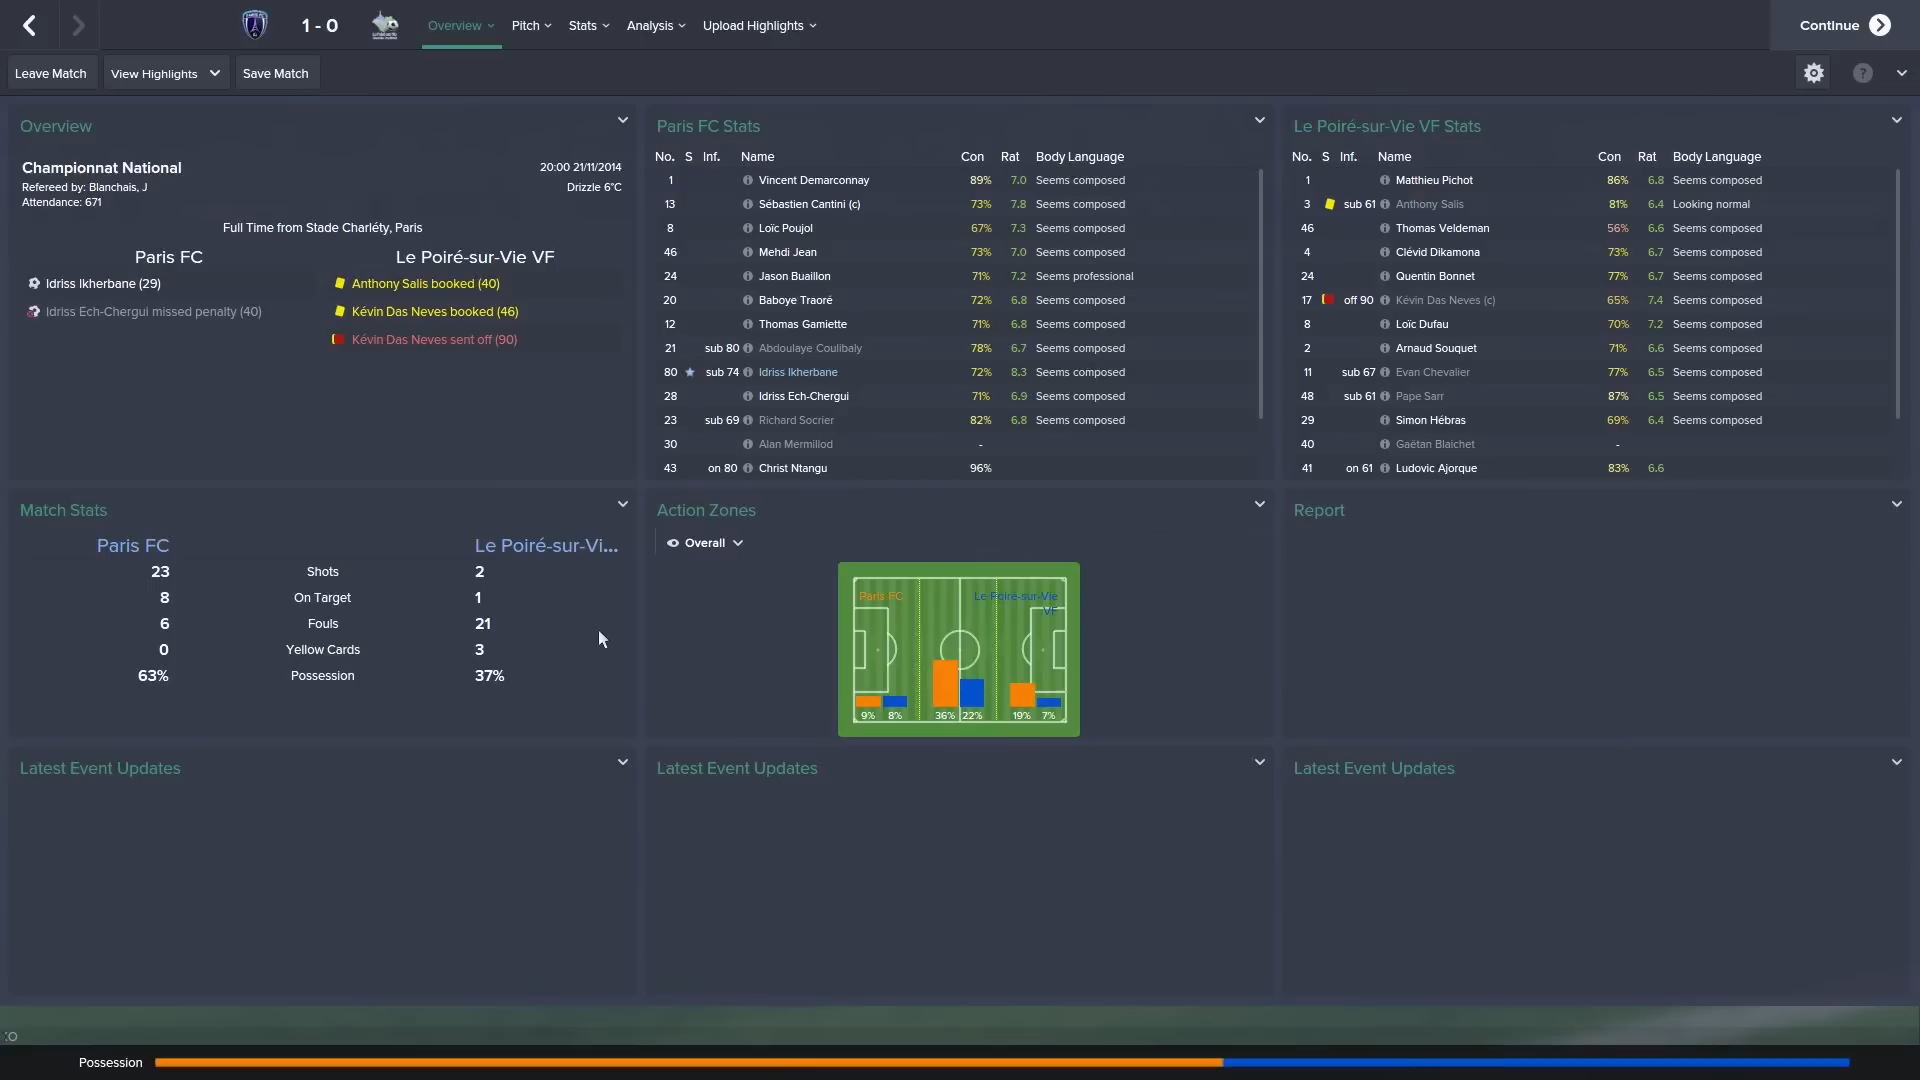 1 - 0
Overview
Pitch
Stats
Analysis
Upload Highlights
Continue
Leave Match
View Highlights
Save Match
?
Overview
Championnat National
20:00 21/11/2014
Refereed by: Blanchais, J
Drizzle 6°C
Attendance: 671
Full Time from Stade Charléty, Paris
Paris FC
Le Poiré-sur-Vie VF
Idriss Ikherbane (29)
Anthony Salis booked (40)
Idriss Ech-Chergui missed penalty (40)
Kévin Das Neves booked (46)
Kévin Das Neves sent off (90)
Paris FC Stats
No. S Inf. Name Con Rat Body Language
1 Vincent Demarconnay 89% 7.0 Seems composed
13 Sébastien Cantini (c) 73% 7.8 Seems composed
8 Loïc Poujol 67% 7.3 Seems composed
46 Mehdi Jean 73% 7.0 Seems composed
24 Jason Buaillon 71% 7.2 Seems professional
20 Baboye Traoré 72% 6.8 Seems composed
12 Thomas Gamiette 71% 6.8 Seems composed
21 sub 80 Abdoulaye Coulibaly 78% 6.7 Seems composed
80 sub 74 Idriss Ikherbane 72% 8.3 Seems composed
28 Idriss Ech-Chergui 71% 6.9 Seems composed
23 sub 69 Richard Socrier 82% 6.8 Seems composed
30 Alan Mermillod -
43 on 80 Christ Ntangu 96%
Le Poiré-sur-Vie VF Stats
No. S Inf. Name Con Rat Body Language
1 Matthieu Pichot 86% 6.8 Seems composed
3 sub 61 Anthony Salis 81% 6.4 Looking normal
46 Thomas Veldeman 56% 6.6 Seems composed
4 Clévid Dikamona 73% 6.7 Seems composed
24 Quentin Bonnet 77% 6.7 Seems composed
17 off 90 Kévin Das Neves (c) 65% 7.4 Seems composed
8 Loïc Dufau 70% 7.2 Seems composed
2 Arnaud Souquet 71% 6.6 Seems composed
11 sub 67 Evan Chevalier 77% 6.5 Seems composed
48 sub 61 Pape Sarr 87% 6.5 Seems composed
29 Simon Hébras 69% 6.4 Seems composed
40 Gaëtan Blaichet -
41 on 61 Ludovic Ajorque 83% 6.6
Match Stats
Paris FC
Le Poiré-sur-Vi...
23 Shots 2
8 On Target 1
6 Fouls 21
0 Yellow Cards 3
63% Possession 37%
Action Zones
Overall
Paris FC
Le Poiré-sur-Vie
VF
9% 8% 36% 22% 19% 7%
Report
Latest Event Updates
Latest Event Updates
Latest Event Updates
:O
Possession